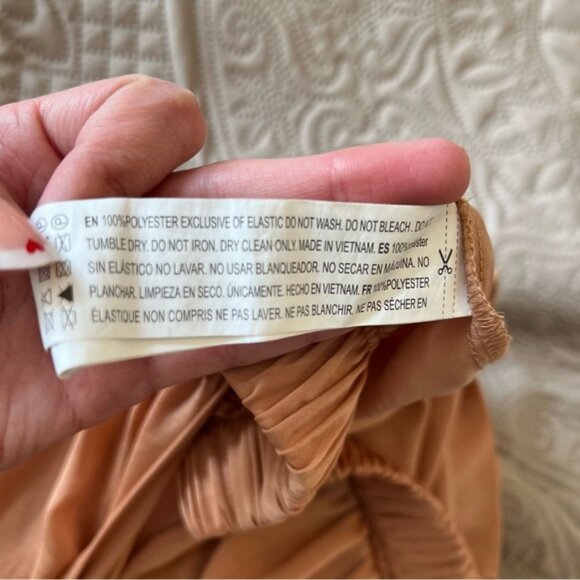 EN 100%POLYESTER EXCLUSIVE OF ELASTIC DO NOT WASH. DO NOT BLEACH. DO NOT
TUMBLE DRY. DO NOT IRON. DRY CLEAN ONLY. MADE IN VIETNAM. ES 100%poliester
SIN ELÁSTICO NO LAVAR. NO USAR BLANQUEADOR. NO SECAR EN MÁQUINA. NO
PLANCHAR. LIMPIEZA EN SECO. ÚNICAMENTE. HECHO EN VIETNAM. FR 100%POLYESTER
ÉLASTIQUE NON COMPRIS NE PAS LAVER. NE PAS BLANCHIR. NE PAS SÉCHER EN